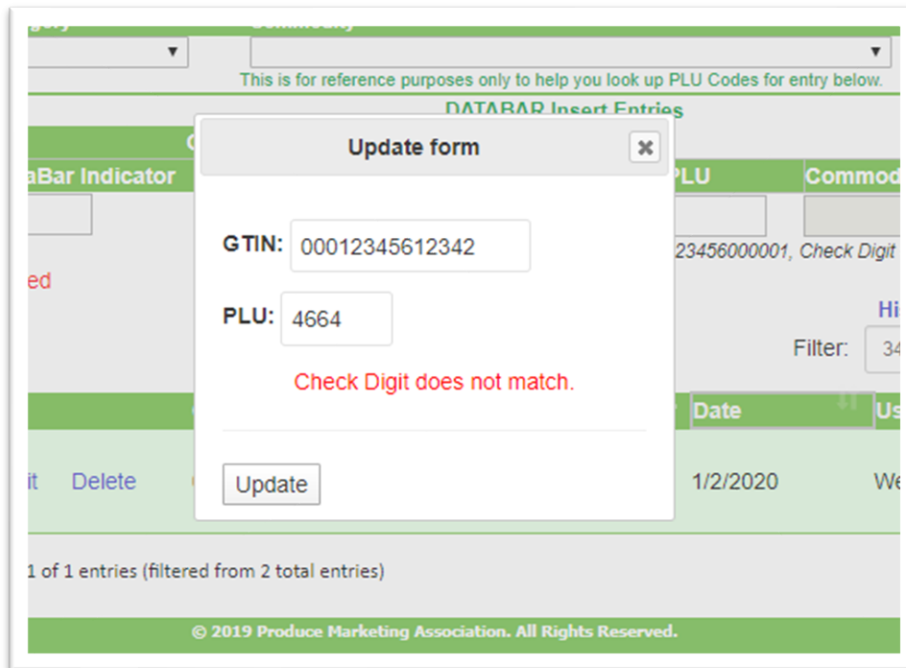 This is for reference purposes only to help you look up PLU Codes for entry below.
DATABAR Insert Entries
Update form
aBar Indicator
PLU
Commod
GTIN: 00012345612342
23456000001, Check Digit
ed
PLU: 4664
Hi
Filter: 34
Check Digit does not match.
Date
Us
it Delete
1/2/2020
We
Update
1 of 1 entries (filtered from 2 total entries)
© 2019 Produce Marketing Association. All Rights Reserved.